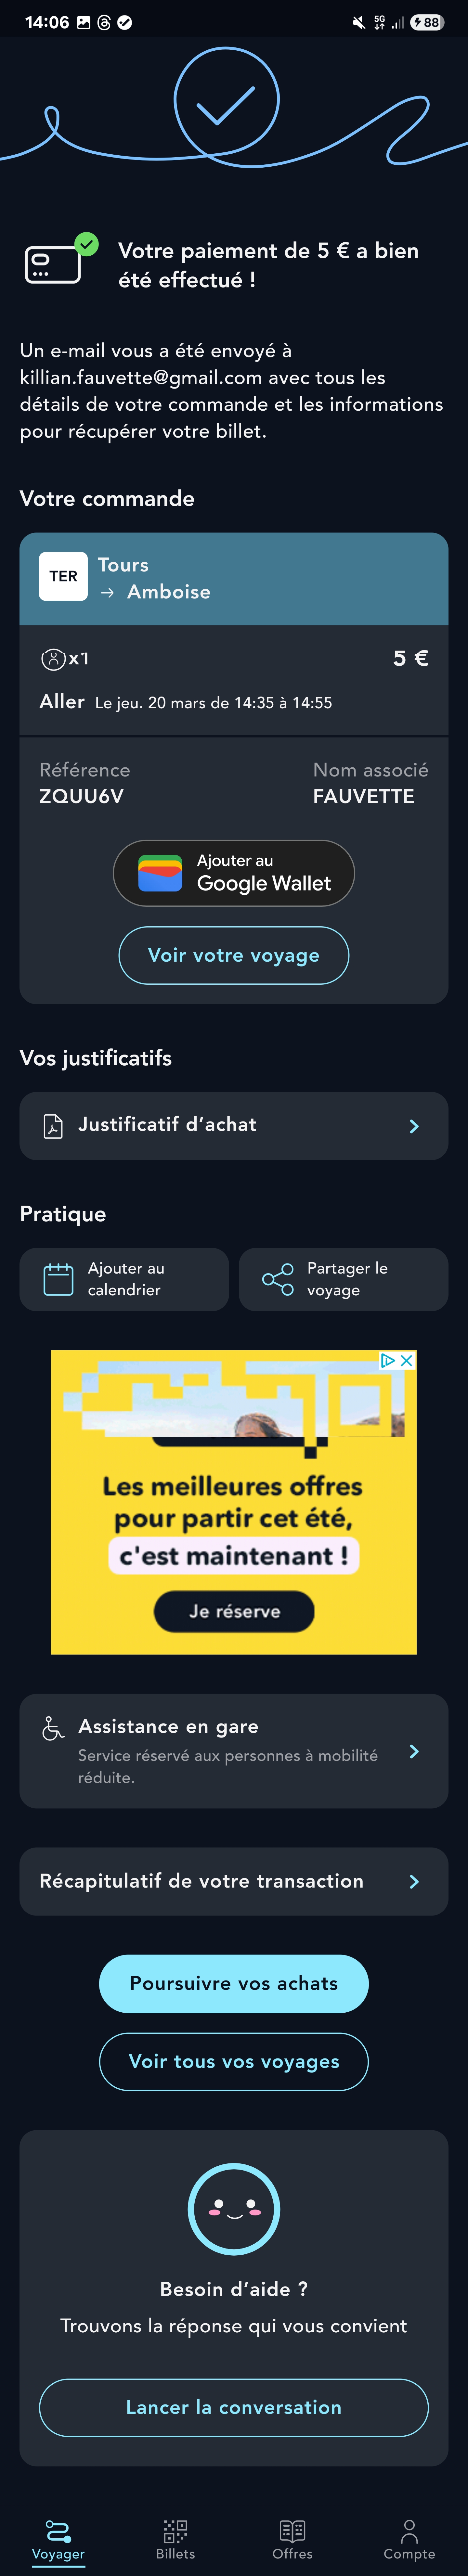 14:06
5G
88
Votre paiement de 5 € a bien
été effectué !
Un e-mail vous a été envoyé à
killian.fauvette@gmail.com avec tous les
détails de votre commande et les informations
pour récupérer votre billet.
Votre commande
TER
Tours
→ Amboise
x1
5 €
Aller Le jeu. 20 mars de 14:35 à 14:55
Référence
Nom associé
ZQUU6V
FAUVETTE
Ajouter au
Google Wallet
Voir votre voyage
Vos justificatifs
Justificatif d’achat
Pratique
Ajouter au
calendrier
Partager le
voyage
Les meilleures offres
pour partir cet été,
c'est maintenant !
Je réserve
Assistance en gare
Service réservé aux personnes à mobilité
réduite.
Récapitulatif de votre transaction
Poursuivre vos achats
Voir tous vos voyages
Besoin d’aide ?
Trouvons la réponse qui vous convient
Lancer la conversation
Voyager
Billets
Offres
Compte